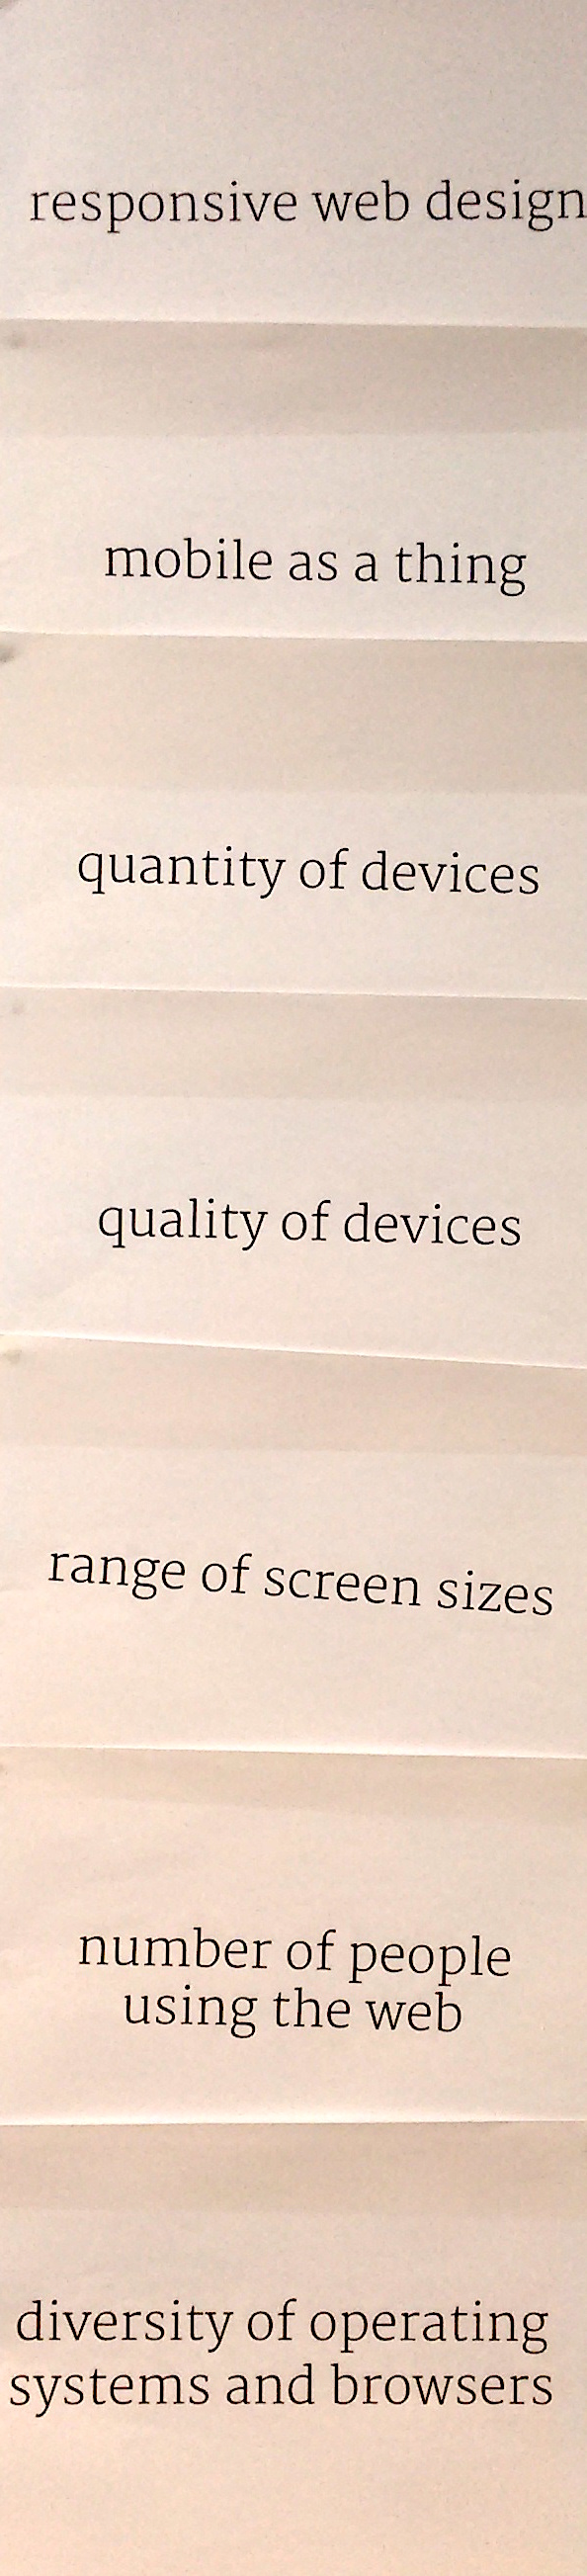 responsive web design
mobile as a thing
quantity of devices
quality of devices
range of screen sizes
number of people
using the web
diversity of operating
systems and browsers